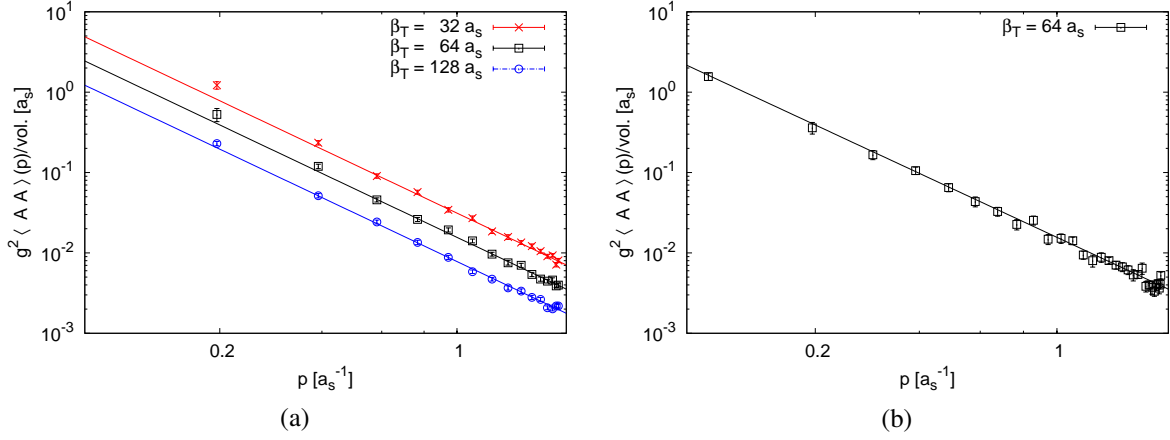 β_T = 32 a_s
β_T = 64 a_s
β_T = 128 a_s
10^1
10^0
10^-1
10^-2
10^-3
g^2 ⟨ A A ⟩ (p)/vol. [a_s]
0.2
1
p [a_s^-1]
(a)
β_T = 64 a_s
10^1
10^0
10^-1
10^-2
10^-3
g^2 ⟨ A A ⟩ (p)/vol. [a_s]
0.2
1
p [a_s^-1]
(b)